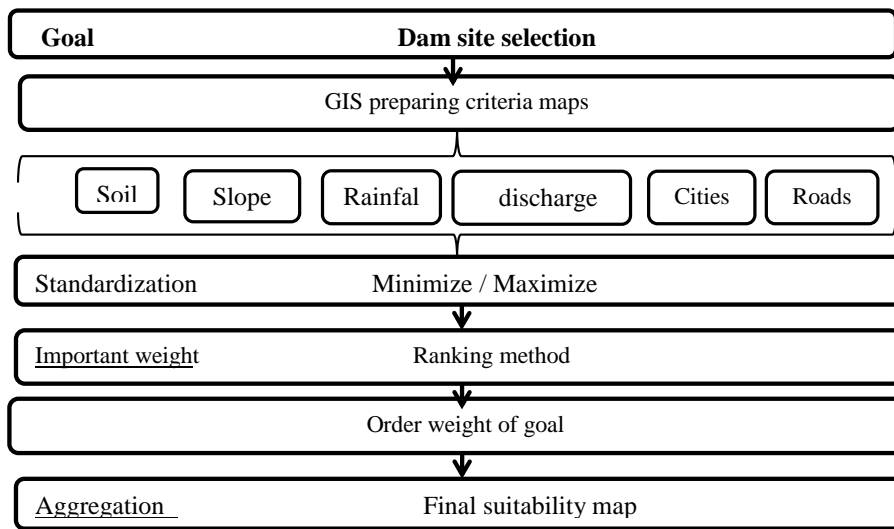 Goal Dam site selection
GIS preparing criteria maps
Soil Slope Rainfal discharge Cities Roads
Standardization Minimize / Maximize
Important weight Ranking method
Order weight of goal
Aggregation Final suitability map